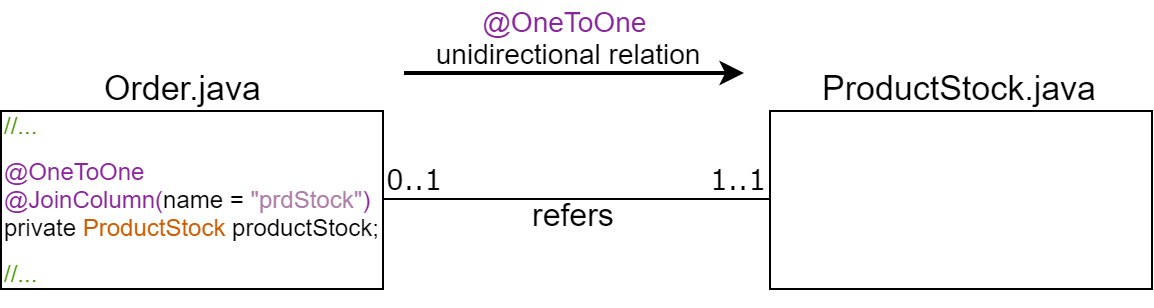 @OneToOne
unidirectional relation
Order.java
ProductStock.java
//...
@OneToOne
@JoinColumn(name = "prdStock")
private ProductStock productStock;
//...
0..1
1..1
refers